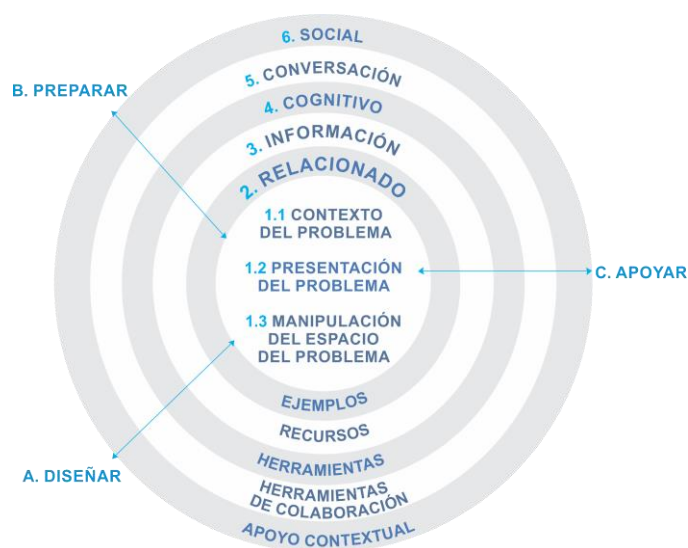 6. SOCIAL
5. CONVERSACIÓN
B. PREPARAR
4. COGNITIVO
3. INFORMACIÓN
2. RELACIONADO
1.1 CONTEXTO
DEL PROBLEMA
1.2 PRESENTACIÓN
DEL PROBLEMA
C. APOYAR
1.3 MANIPULACIÓN
DEL ESPACIO
DEL PROBLEMA
EJEMPLOS
RECURSOS
HERRAMIENTAS
A. DISEÑAR
HERRAMIENTAS
DE COLABORACIÓN
APOYO CONTEXTUAL